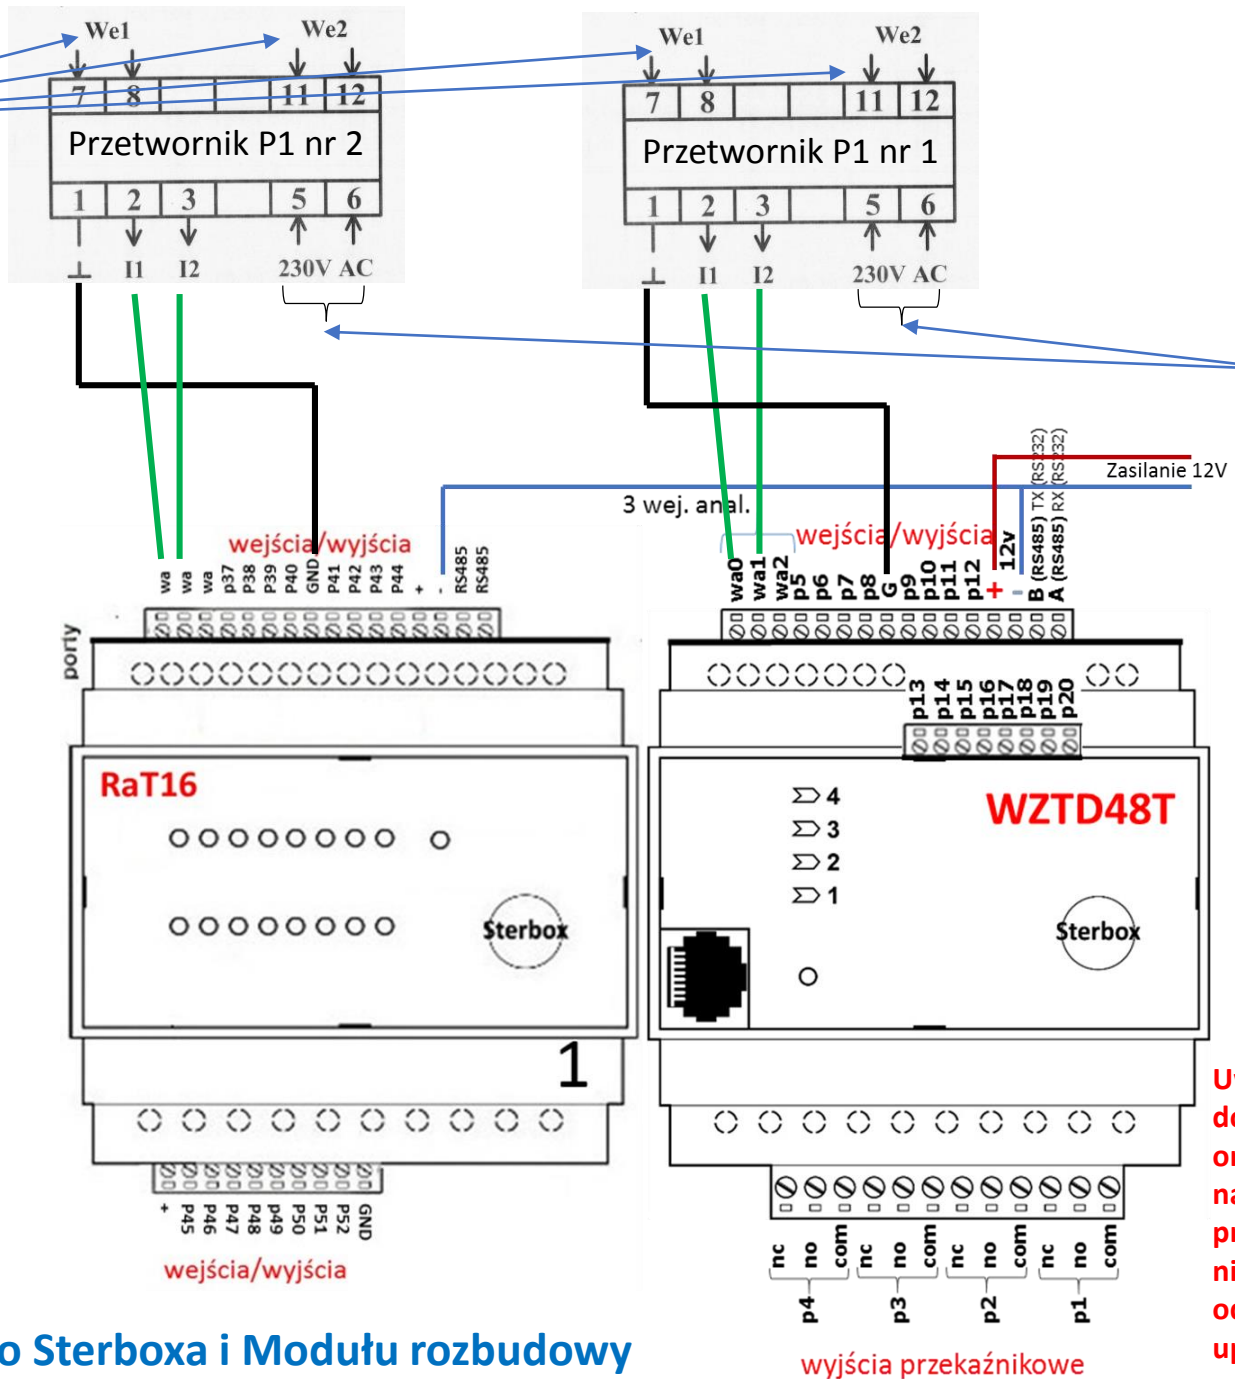 We1 We2
7 8 11 12
Przetwornik P1 nr 2
1 2 3 5 6
I1 I2 230V AC
We1 We2
7 8 11 12
Przetwornik P1 nr 1
1 2 3 5 6
I1 I2 230V AC
Zasilanie 12V
3 wej. anal.
wejścia/wyjścia
wa wa wa p37 P38 P39 P40 GND P41 P42 P43 P44 + - RS485 RS485
porty
RaT16
Sterbox
1
+ P45 P46 P47 P48 p49 P50 P51 P52 GND
wejścia/wyjścia
wejścia/wyjścia
wa0 wa1 wa2 p5 p6 p7 p8 G p9 p10 p11 p12 + 12v - B (RS485) TX (RS232) A (RS485) RX (RS232)
p13 p14 p15 p16 p17 p18 p19 p20
WZTD48T
4
3
2
1
Sterbox
nc no com nc no com nc no com nc no com
p4 p3 p2 p1
wyjścia przekaźnikowe
o Sterboxa i Modułu rozbudowy